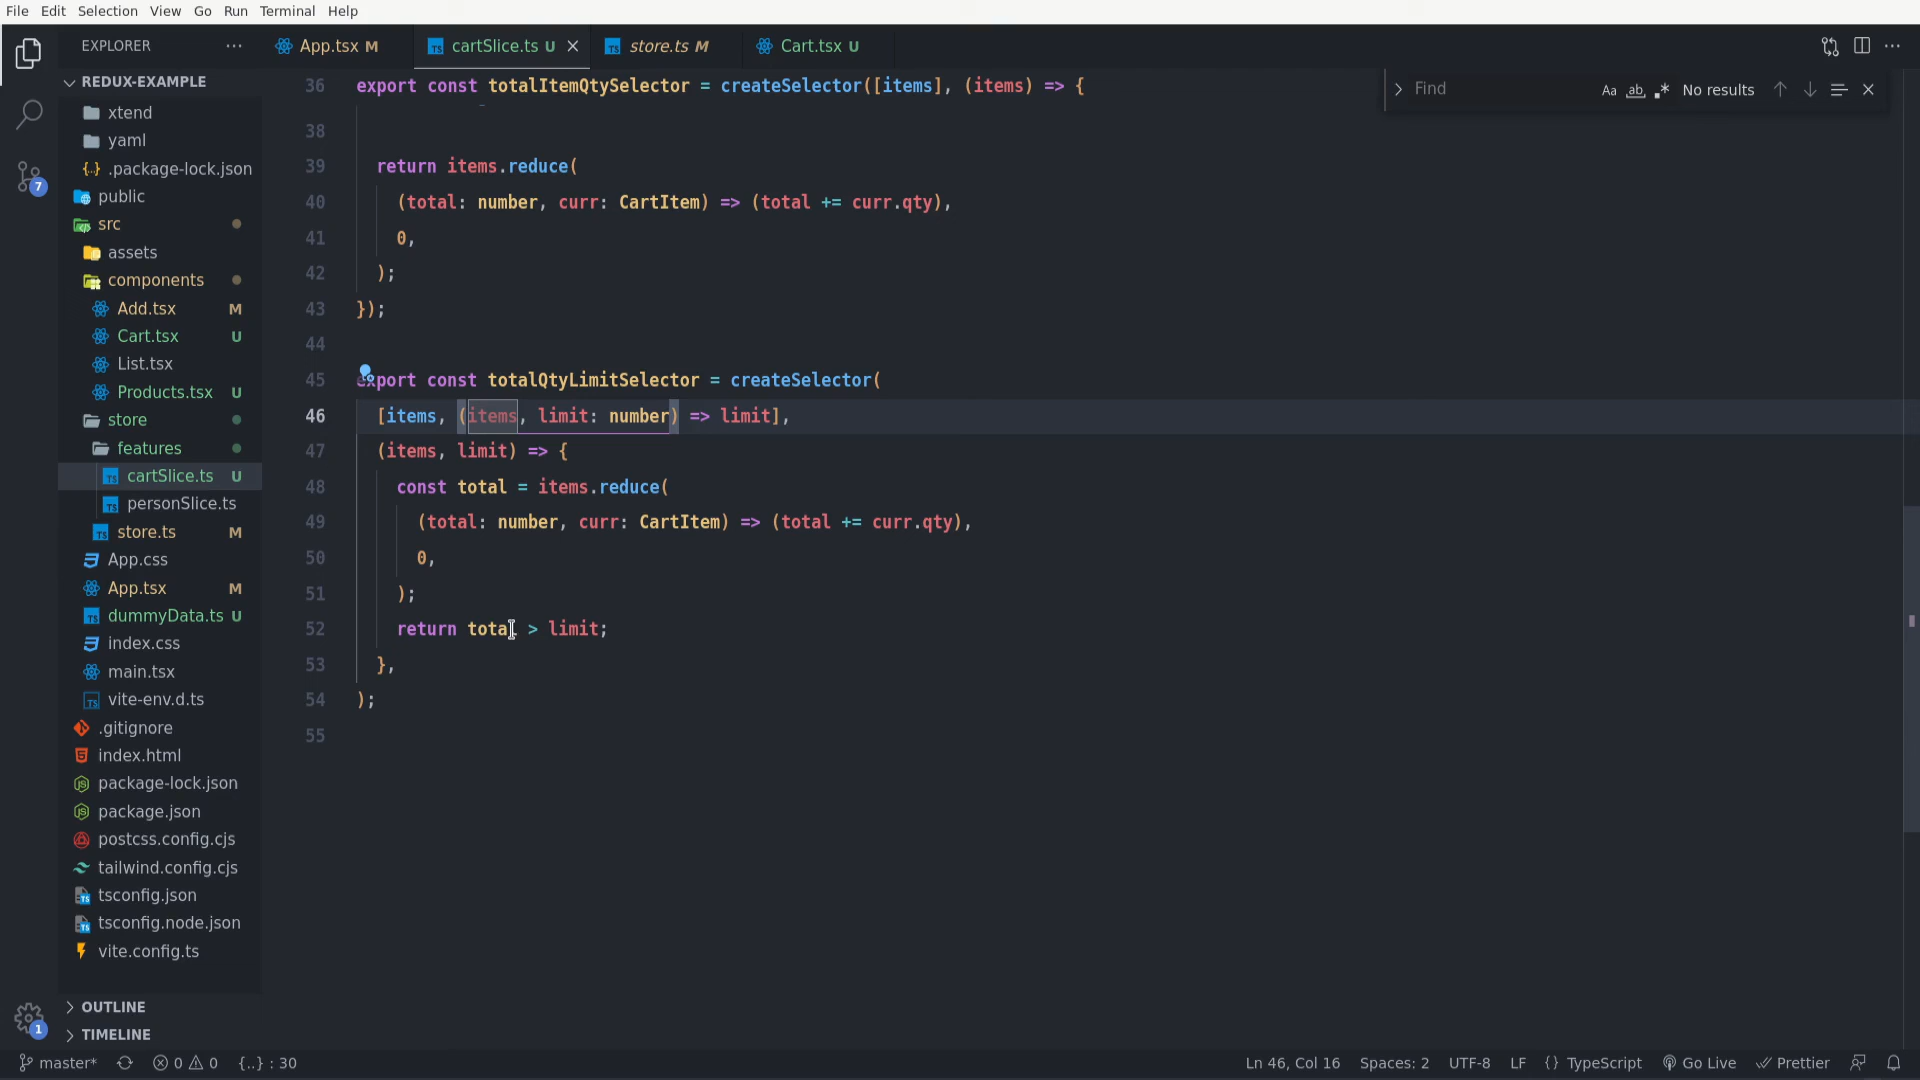 File Edit Selection View Go Run Terminal Help
EXPLORER
App.tsx M
cartSlice.ts U
store.ts M
Cart.tsx U
REDUX-EXAMPLE
xtend
yaml
.package-lock.json
public
src
assets
components
Add.tsx M
Cart.tsx U
List.tsx
Products.tsx U
store
features
cartSlice.ts U
personSlice.ts
store.ts M
App.css
App.tsx M
dummyData.ts U
index.css
main.tsx
vite-env.d.ts
.gitignore
index.html
package-lock.json
package.json
postcss.config.cjs
tailwind.config.cjs
tsconfig.json
tsconfig.node.json
vite.config.ts
OUTLINE
TIMELINE
7
1
Find Aa ab No results
36 export const totalItemQtySelector = createSelector([items], (items) => {
38
39 return items.reduce(
40 (total: number, curr: CartItem) => (total += curr.qty),
41 0,
42 );
43 });
44
45 export const totalQtyLimitSelector = createSelector(
46 [items, (items, limit: number) => limit],
47 (items, limit) => {
48 const total = items.reduce(
49 (total: number, curr: CartItem) => (total += curr.qty),
50 0,
51 );
52 return total > limit;
53 },
54 );
55
master* 0 0 {..} : 30 Ln 46, Col 16 Spaces: 2 UTF-8 LF {} TypeScript Go Live Prettier